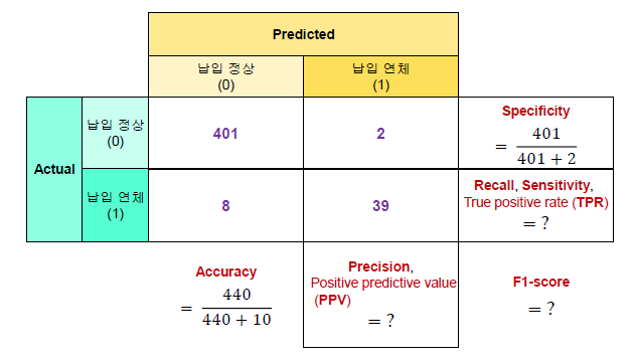 Predicted
납입 정상
(0)
납입 연체
(1)
Actual
납입 정상
(0)
401
2
Specificity
= 401 / 401 + 2
납입 연체
(1)
8
39
Recall, Sensitivity,
True positive rate (TPR)
= ?
Accuracy
= 440 / 440 + 10
Precision,
Positive predictive value
(PPV)
= ?
F1-score
= ?